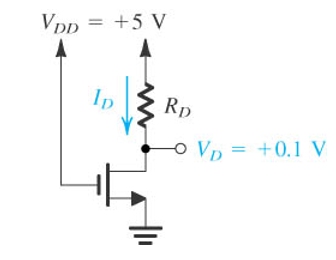 V_DD = +5 V
I_D
R_D
V_D = +0.1 V